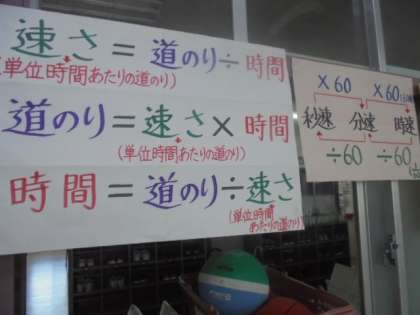 速さ=道のり÷時間
(単位時間あたりの道のり)
道のり=速さ×時間
(単位時間あたりの道のり)
時間=道のり÷速さ
(単位時間
あたりの道のり)
×60 ×60
秒速 分速 時速
÷60 ÷60